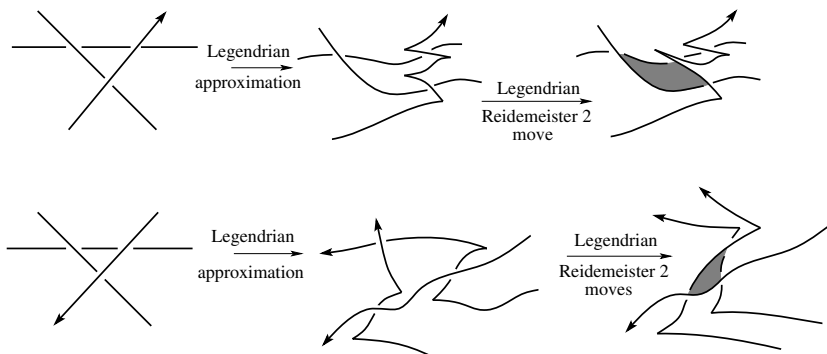 Legendrian
approximation
Legendrian
Reidemeister 2
move
Legendrian
approximation
Legendrian
Reidemeister 2
moves